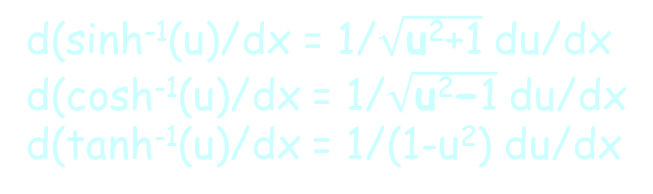 d(sinh⁻¹(u)/dx = 1/√u²+1 du/dx
d(cosh⁻¹(u)/dx = 1/√u²−1 du/dx
d(tanh⁻¹(u)/dx = 1/(1-u²) du/dx